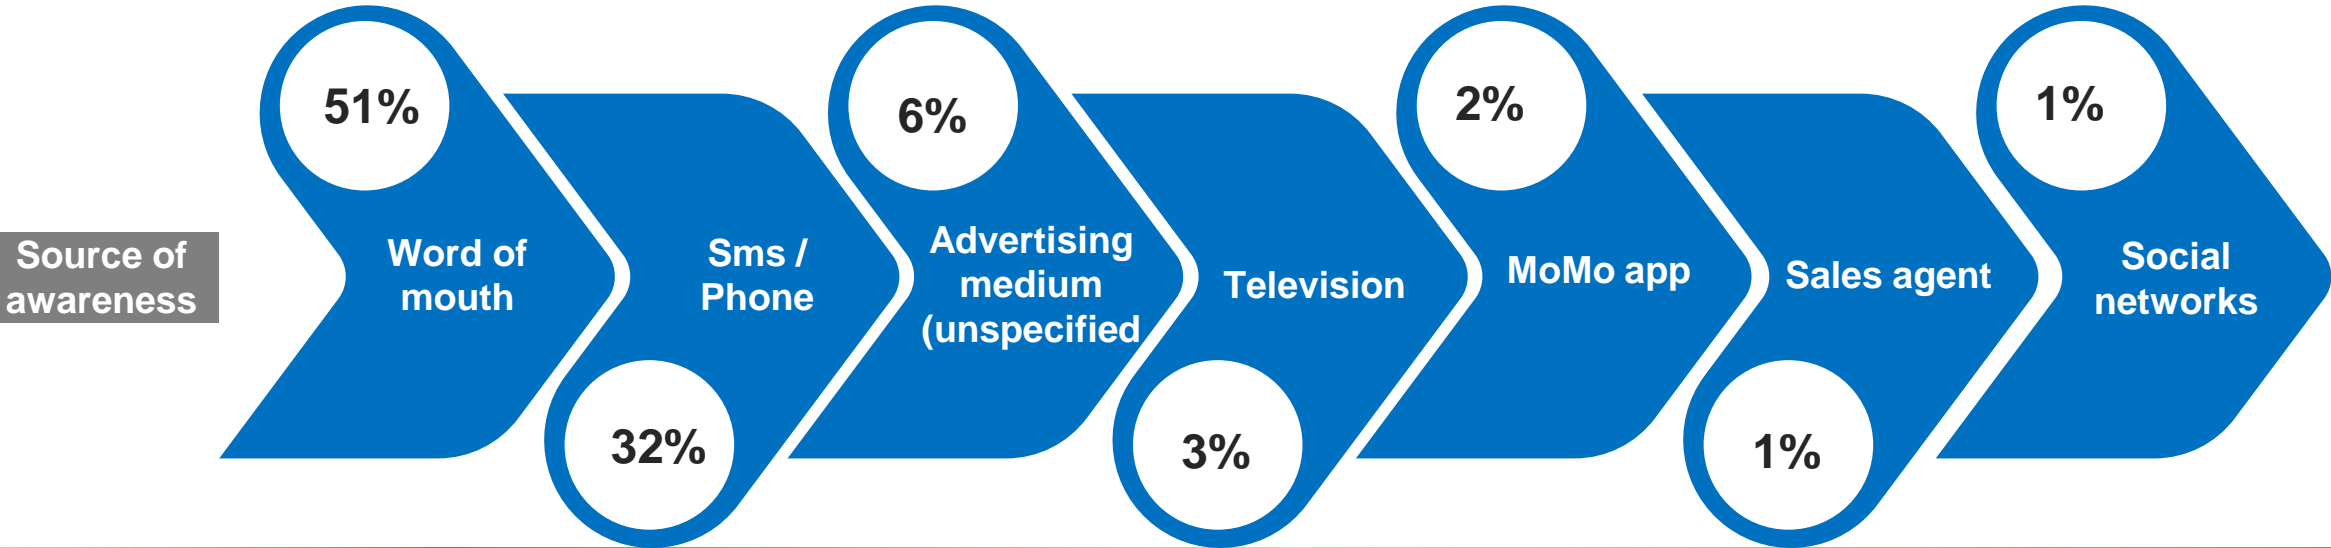 Source of
awareness
51%
Word of
mouth
Sms /
Phone
32%
6%
Advertising
medium
(unspecified
Television
3%
2%
MoMo app
Sales agent
1%
1%
Social
networks